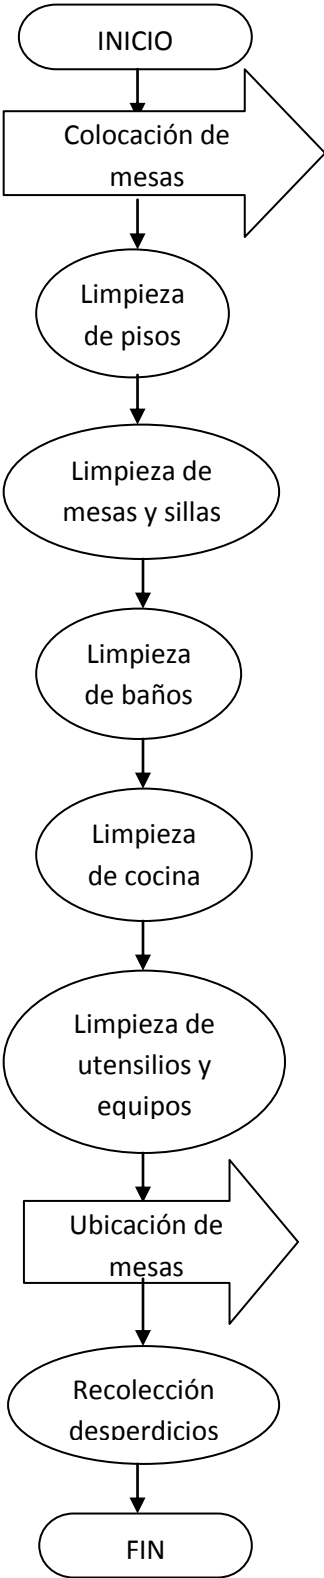 INICIO
Colocación de
mesas
Limpieza
de pisos
Limpieza de
mesas y sillas
Limpieza
de baños
Limpieza
de cocina
Limpieza de
utensilios y
equipos
Ubicación de
mesas
Recolección
desperdicios
FIN